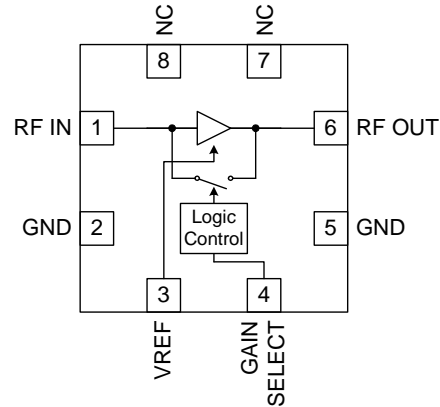 NC
NC
8
7
RF IN
1
6
RF OUT
GND
2
Logic
Control
5
GND
3
4
VREF
GAIN
SELECT